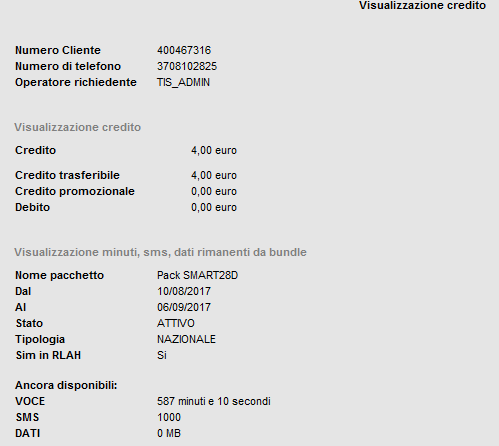 Visualizzazione credito
Numero Cliente 400467316
Numero di telefono 3708102825
Operatore richiedente TIS_ADMIN
Visualizzazione credito
Credito 4,00 euro
Credito trasferibile 4,00 euro
Credito promozionale 0,00 euro
Debito 0,00 euro
Visualizzazione minuti, sms, dati rimanenti da bundle
Nome pacchetto Pack SMART28D
Dal 10/08/2017
Al 06/09/2017
Stato ATTIVO
Tipologia NAZIONALE
Sim in RLAH Si
Ancora disponibili:
VOCE 587 minuti e 10 secondi
SMS 1000
DATI 0 MB